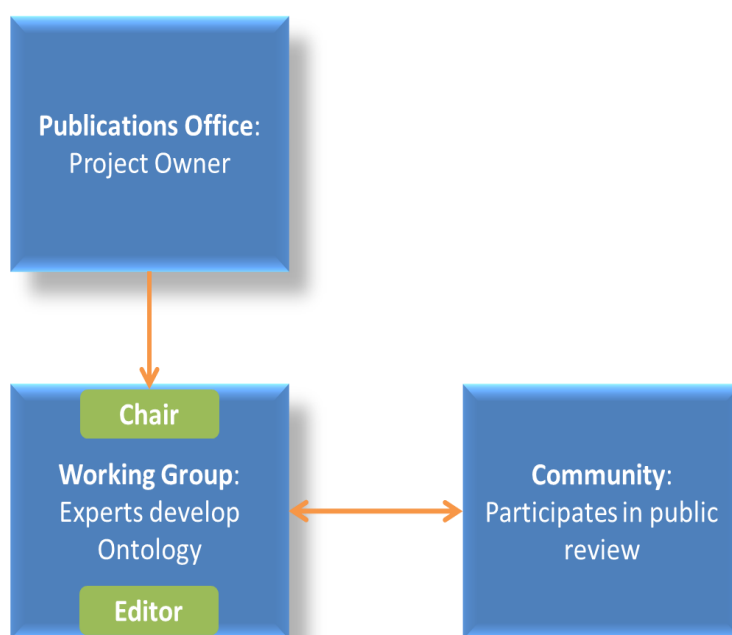 Publications Office:
Project Owner
Chair
Working Group:
Experts develop
Ontology
Editor
Community:
Participates in public
review